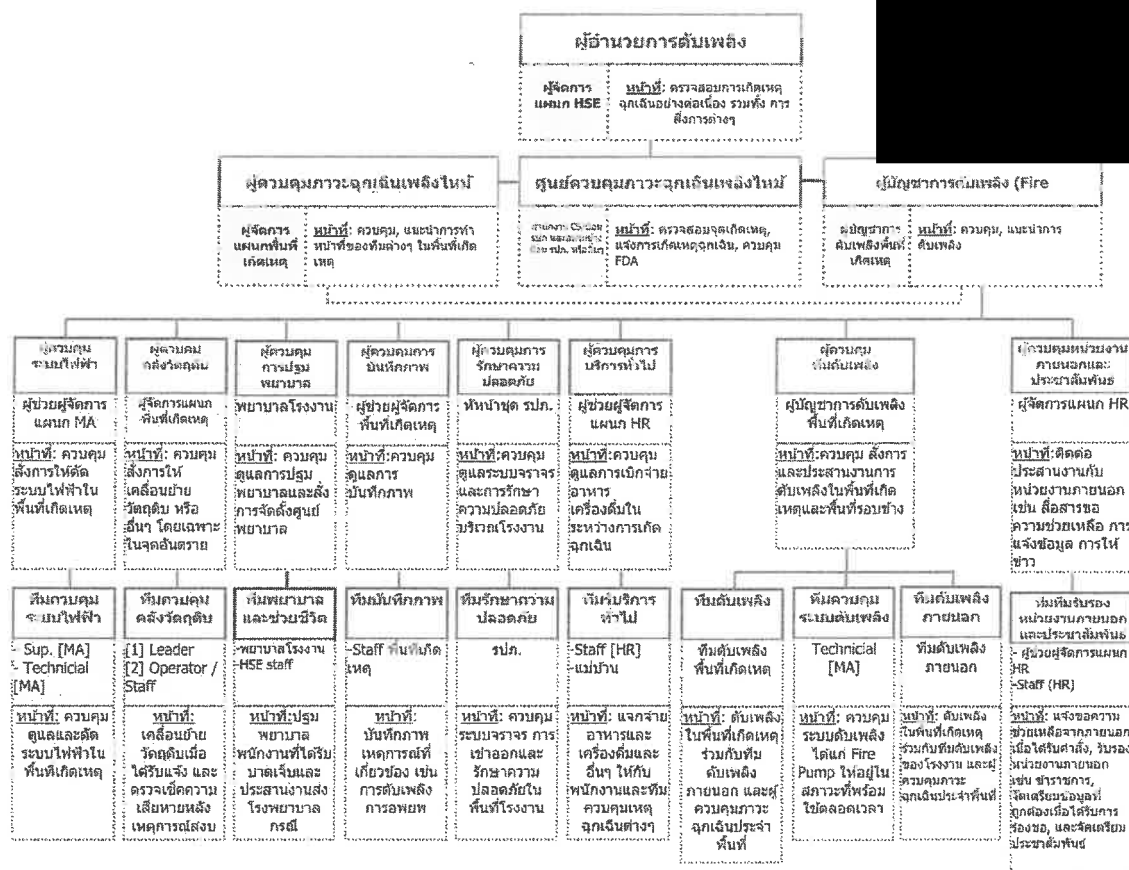 ผู้อำนวยการดับเพลิง
ผู้จัดการ
แผนก HSE
หน้าที่: ตรวจสอบการเกิดเหตุ
ฉุกเฉินอย่างต่อเนื่อง รวมทั้ง การ
สั่งการต่างๆ
ผู้ควบคุมภาวะฉุกเฉินเพลิงไหม้
ผู้จัดการ
แผนกพื้นที่
เกิดเหตุ
หน้าที่: ควบคุม, แนะนำการทำ
หน้าที่ของทีมต่างๆ ในพื้นที่เกิด
เหตุ
ศูนย์ควบคุมภาวะฉุกเฉินเพลิงไหม้
หน้าที่: ตรวจสอบจุดเกิดเหตุ,
แจ้งการเกิดเหตุฉุกเฉิน, ควบคุม
FDA
ผู้บัญชาการดับเพลิง (Fire
ผู้บัญชาการ
ดับเพลิงพื้นที่
เกิดเหตุ
หน้าที่: ควบคุม, แนะนำการ
ดับเพลิง
ผู้ควบคุม
ระบบไฟฟ้า
ผู้ช่วยผู้จัดการ
แผนก MA
หน้าที่: ควบคุม
สั่งการให้ตัด
ระบบไฟฟ้าใน
พื้นที่เกิดเหตุ
ผู้ควบคุม
คลังวัตถุดิบ
ผู้จัดการแผนก
พื้นที่เกิดเหตุ
หน้าที่: ควบคุม
สั่งการให้
เคลื่อนย้าย
วัตถุดิบ หรือ
อื่นๆ โดยเฉพาะ
ในจุดอันตราย
ผู้ควบคุม
การปฐม
พยาบาล
พยาบาลโรงงาน
หน้าที่: ควบคุม
ดูแลการปฐม
พยาบาลและสั่ง
การจัดตั้งศูนย์
พยาบาล
ผู้ควบคุมการ
บันทึกภาพ
ผู้ช่วยผู้จัดการ
พื้นที่เกิดเหตุ
หน้าที่:ควบคุม
ดูแลการ
บันทึกภาพ
ผู้ควบคุมการ
รักษาความ
ปลอดภัย
หัหน้าชุด รปภ.
หน้าที่:ควบคุม
ดูแลระบบจราจร
และการรักษา
ความปลอดภัย
บริเวณโรงงาน
ผู้ควบคุมการ
บริการทั่วไป
ผู้ช่วยผู้จัดการ
แผนก HR
หน้าที่:ควบคุม
ดูแลการเบิกจ่าย
อาหาร
เครื่องดื่มใน
ระหว่างการเกิด
ฉุกเฉิน
ผู้ควบคุม
ทีมดับเพลิง
ผู้บัญชาการดับเพลิง
พื้นที่เกิดเหตุ
หน้าที่:ควบคุม สั่งการ
และประสานงานการ
ดับเพลิงในพื้นที่เกิด
เหตุและพื้นที่รอบข้าง
ผู้ควบคุมหน่วยงาน
ภายนอกและ
ประชาสัมพันธ์
ผู้จัดการแผนก HR
หน้าที่:ติดต่อ
ประสานงานกับ
หน่วยงานภายนอก
เช่น สื่อสารขอ
ความช่วยเหลือ การ
แจ้งข้อมูล การให้
ข่าว
ทีมควบคุม
ระบบไฟฟ้า
- Sup. [MA]
- Technicial
[MA]
หน้าที่: ควบคุม
ดูแลและตัด
ระบบไฟฟ้าใน
พื้นที่เกิดเหตุ
ทีมควบคุม
คลังวัตถุดิบ
[1] Leader
[2] Operator /
Staff
หน้าที่:
เคลื่อนย้าย
วัตถุดิบเมื่อ
ได้รับแจ้ง และ
ตรวจเช็คความ
เสียหายหลัง
เหตุการณ์สงบ
ทีมพยาบาล
และช่วยชีวิต
-พยาบาลโรงงาน
-HSE staff
หน้าที่:ปฐม
พยาบาล
พนักงานที่ได้รับ
บาดเจ็บและ
ประสานงานส่ง
โรงพยาบาล
กรณี
ทีมบันทึกภาพ
-Staff พื้นที่เกิด
เหตุ
หน้าที่:
บันทึกภาพ
เหตุการณ์ที่
เกี่ยวข้อง เช่น
การดับเพลิง
การอพยพ
ทีมรักษาความ
ปลอดภัย
รปภ.
หน้าที่: ควบคุม
ระบบจราจร การ
เข้าออกและ
รักษาความ
ปลอดภัยใน
พื้นที่โรงงาน
ทีมผู้บริการ
ทั่วไป
-Staff [HR]
-แม่บ้าน
หน้าที่: แจกจ่าย
อาหารและ
เครื่องดื่มและ
อื่นๆ ให้กับ
พนักงานและทีม
ควบคุมเหตุ
ฉุกเฉินต่างๆ
ทีมดับเพลิง
ทีมดับเพลิง
พื้นที่เกิดเหตุ
หน้าที่: ดับเพลิง
ในพื้นที่เกิดเหตุ
ร่วมกับทีม
ดับเพลิง
ภายนอก และผู้
ควบคุมภาวะ
ฉุกเฉินประจำ
พื้นที่
ทีมควบคุม
ระบบดับเพลิง
Technicial
[MA]
หน้าที่: ควบคุม
ระบบดับเพลิง
ได้แก่ Fire
Pump ให้อยู่ใน
สภาวะที่พร้อม
ใช้ตลอดเวลา
ทีมดับเพลิง
ภายนอก
ทีมดับเพลิง
ภายนอก
หน้าที่: ดับเพลิง
ในพื้นที่เกิดเหตุ
ร่วมกับทีมดับเพลิง
ของโรงงาน และผู้
ควบคุมภาวะ
ฉุกเฉินประจำพื้นที่
ทีมทีมรับรอง
หน่วยงานภายนอก
และประชาสัมพันธ์
- ผู้ช่วยผู้จัดการแผนก
HR
-Staff (HR)
หน้าที่: แจ้งขอความ
ช่วยเหลือจากภายนอก
เมื่อได้รับคำสั่ง, รับรอง
หน่วยงานภายนอก
เช่น ข้าราชการ,
จัดเตรียมข้อมูลที่
ถูกต้องเมื่อได้รับการ
ร้องขอ, และจัดเตรียม
ประชาสัมพันธ์